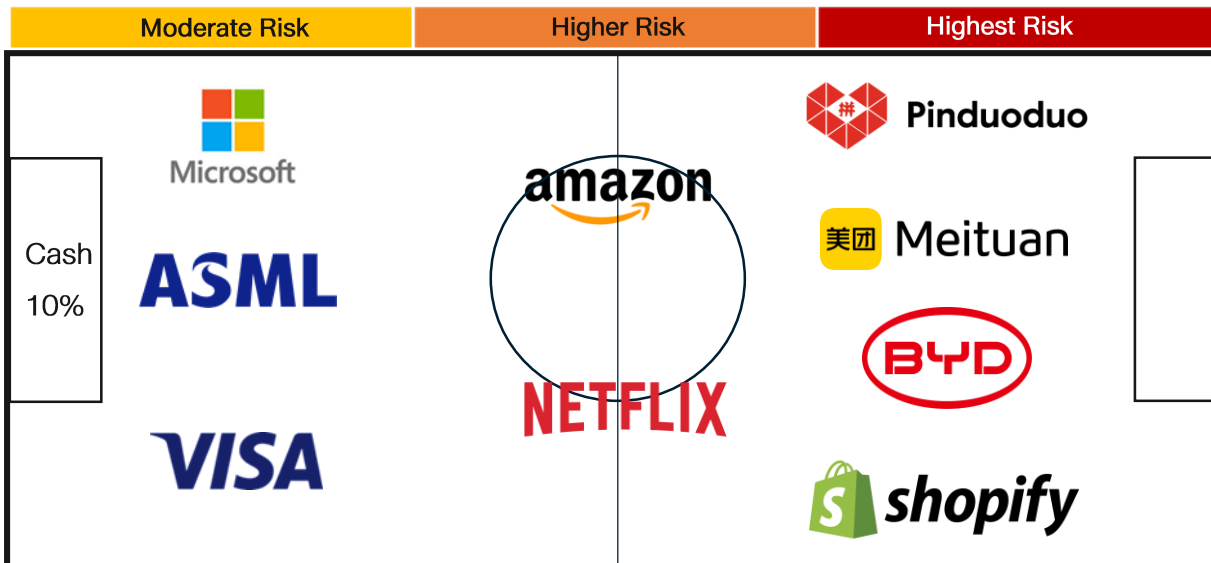 Moderate Risk
Higher Risk
Highest Risk
Microsoft
ASML
VISA
Cash
10%
amazon
NETFLIX
拼
Pinduoduo
美团
Meituan
BYD
S
shopify